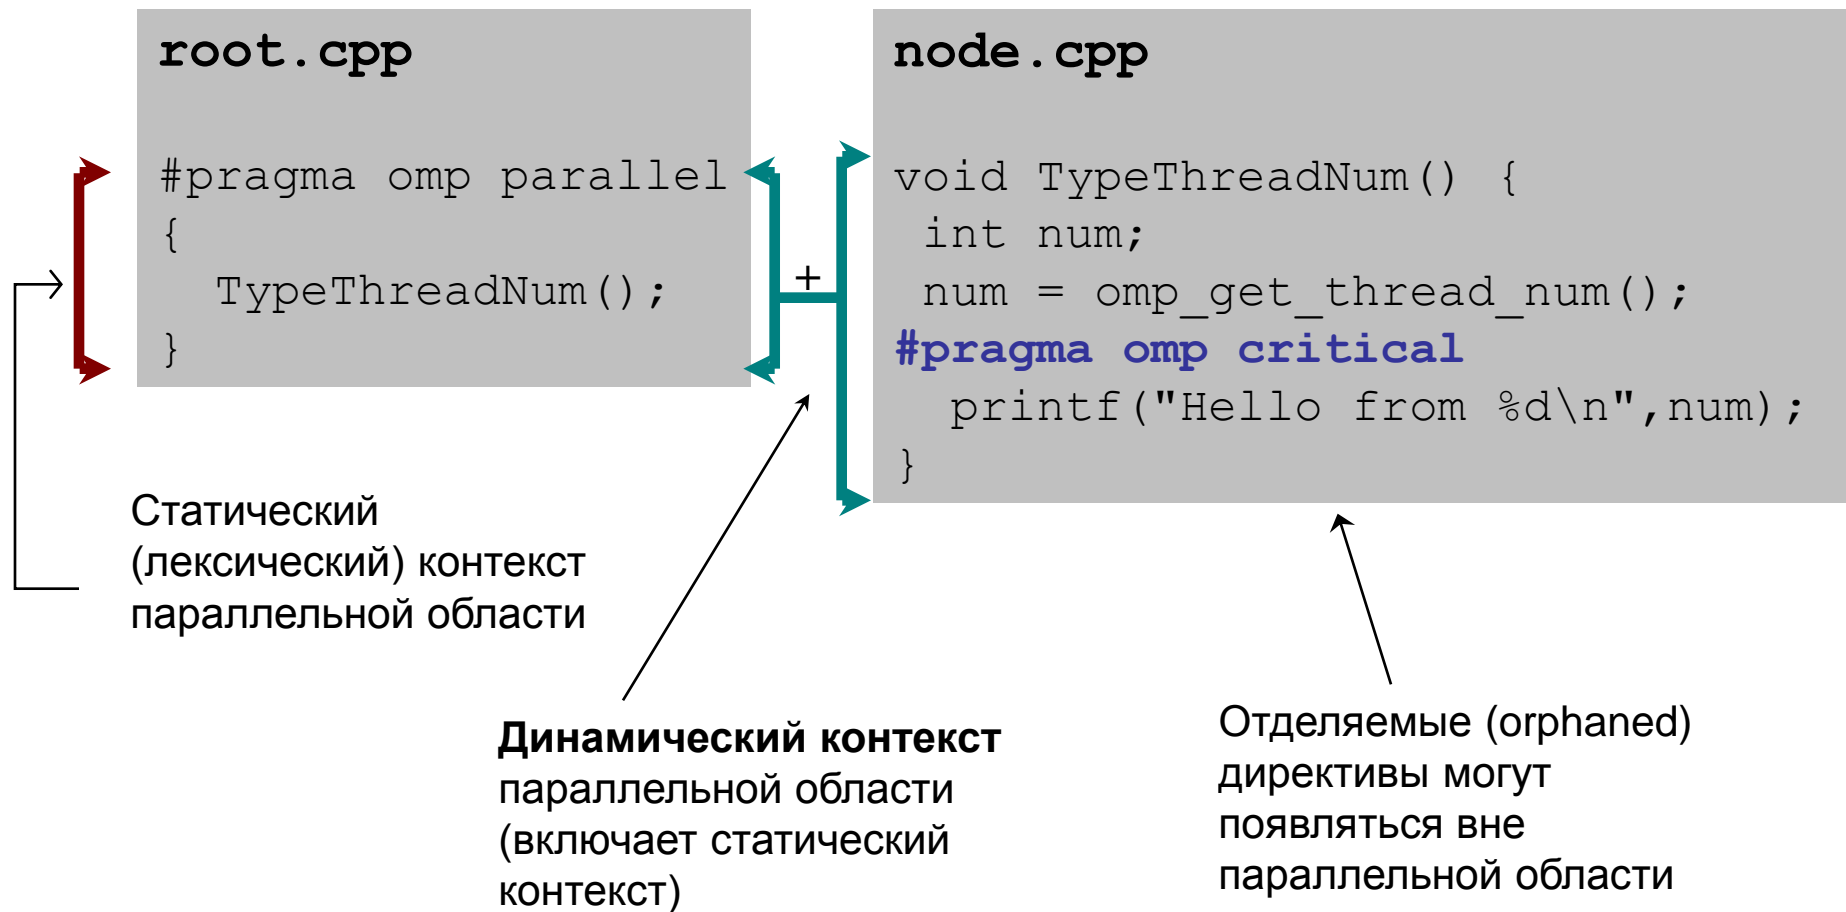 root.cpp
#pragma omp parallel
{
  TypeThreadNum();
}
+
node.cpp
void TypeThreadNum() {
 int num;
 num = omp_get_thread_num();
#pragma omp critical
  printf("Hello from %d\n",num);
}
Статический
(лексический) контекст
параллельной области
Динамический контекст
параллельной области
(включает статический
контекст)
Отделяемые (orphaned)
директивы могут
появляться вне
параллельной области